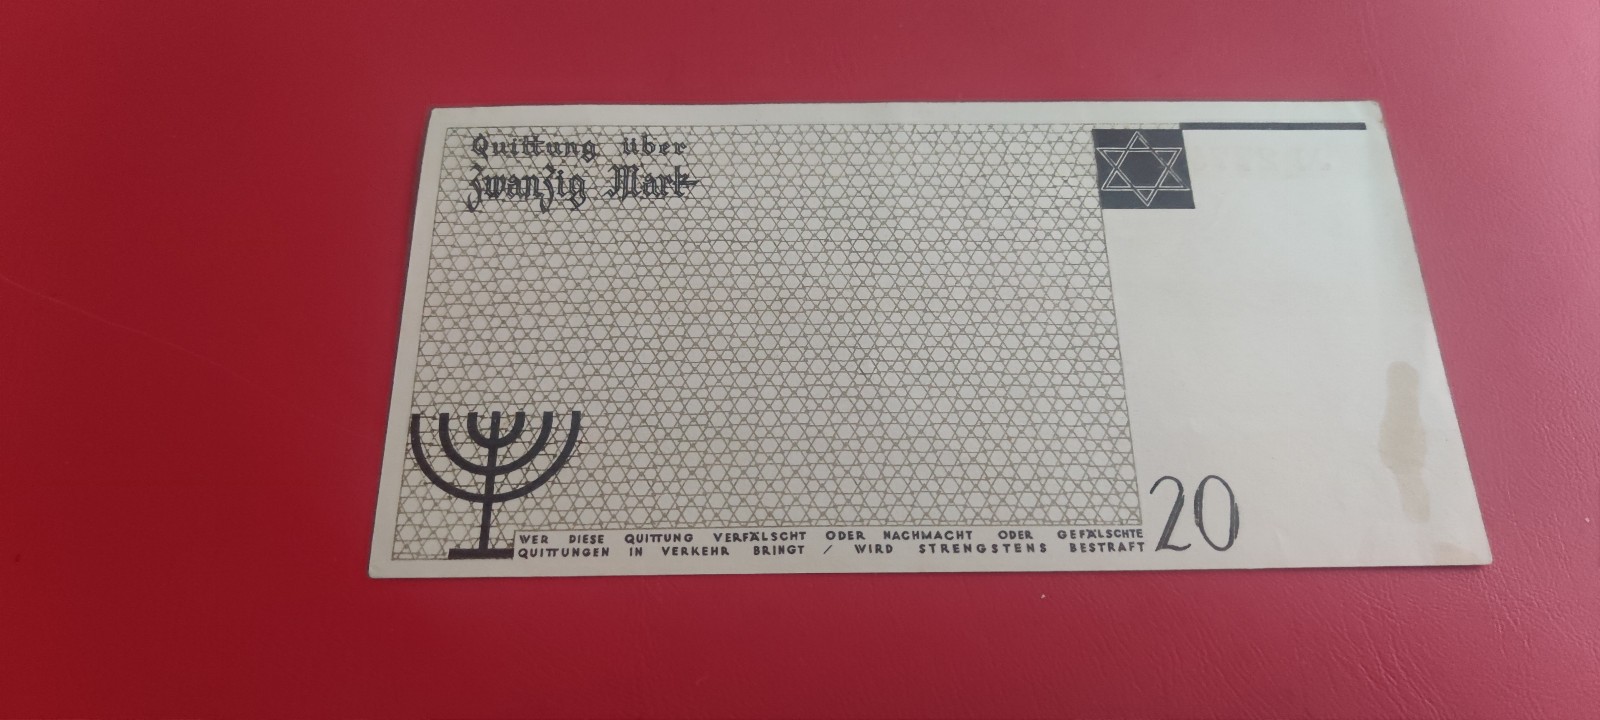 Quittung über
Zwanzig Mark
WER DIESE QUITTUNG VERFÄLSCHT ODER NACHMACHT ODER GEFÄLSCHTE
QUITTUNGEN IN VERKEHR BRINGT / WIRD STRENGSTENS BESTRAFT
20